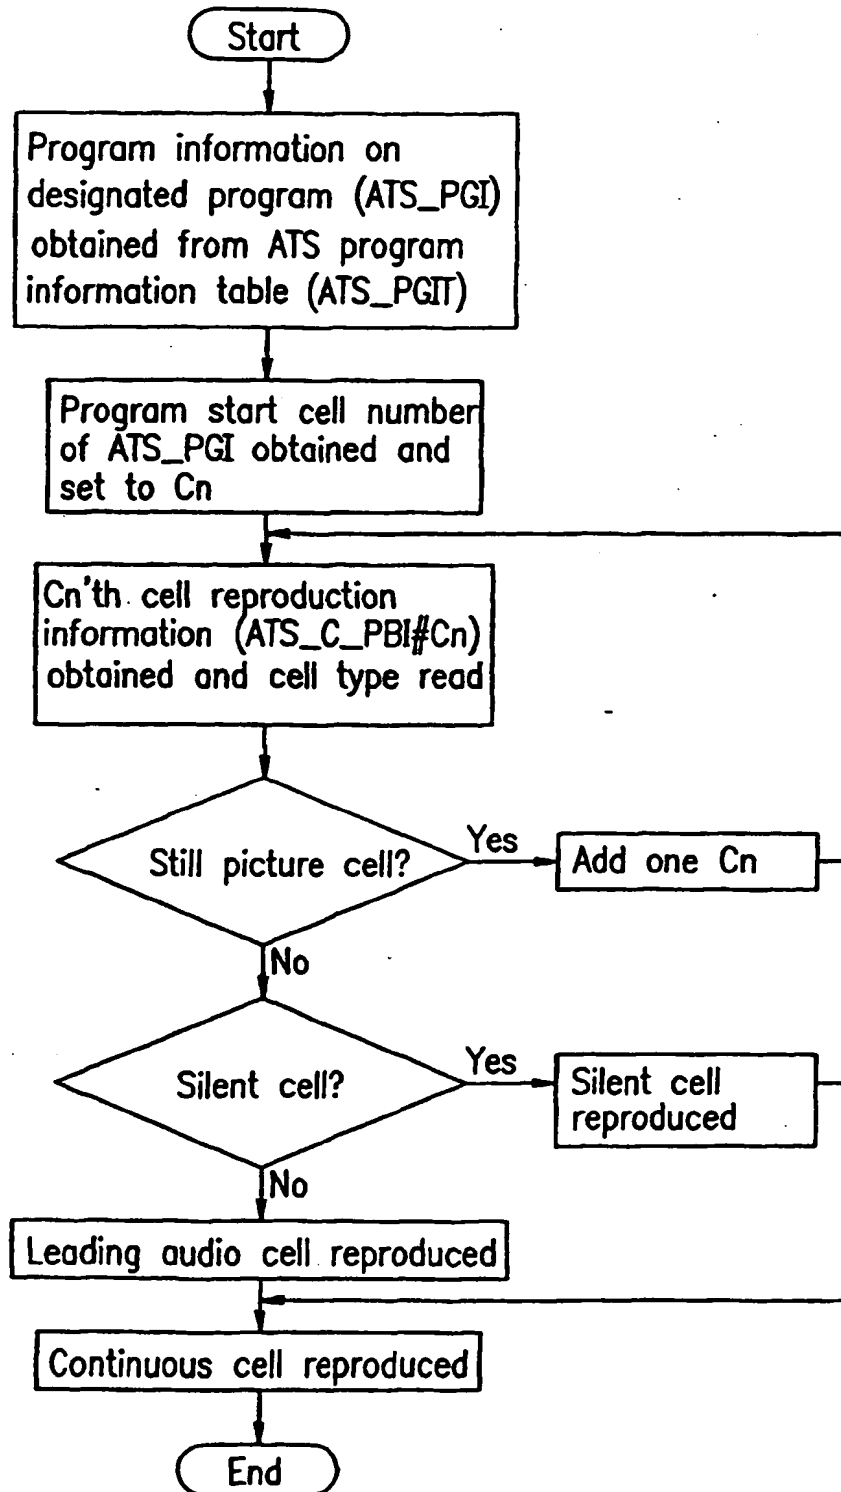 Start
Program information on
designated program (ATS_PGI)
obtained from ATS program
information table (ATS_PGIT)
Program start cell number
of ATS_PGI obtained and
set to Cn
Cn'th cell reproduction
information (ATS_C_PBI#Cn)
obtained and cell type read
Still picture cell?
Yes
Add one Cn
No
Silent cell?
Yes
Silent cell
reproduced
No
Leading audio cell reproduced
Continuous cell reproduced
End